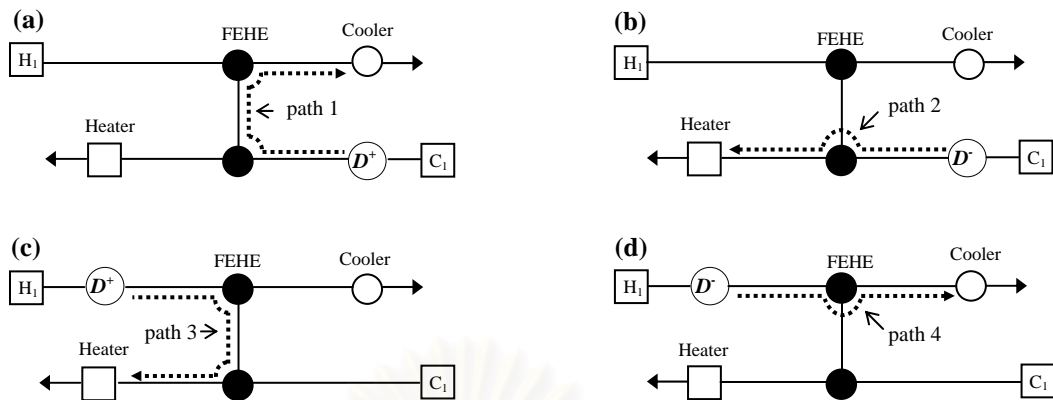 (a)
FEHE
Cooler
H1
path 1
Heater
D+
C1
(b)
FEHE
Cooler
H1
path 2
Heater
D-
C1
(c)
FEHE
Cooler
H1
D+
path 3
Heater
C1
(d)
FEHE
Cooler
H1
D-
path 4
Heater
C1